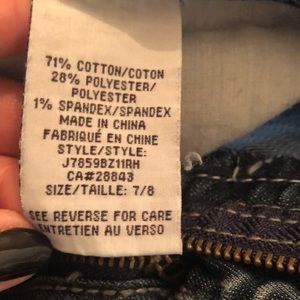 71% COTTON/COTON
28% POLYESTER/
POLYESTER
1% SPANDEX/SPANDEX
MADE IN CHINA
FABRIQUÉ EN CHINE
STYLE/STYLE:
J7859BZ11RH
CA#28843
SIZE/TAILLE: 7/8
SEE REVERSE FOR CARE
ENTRETIEN AU VERSO